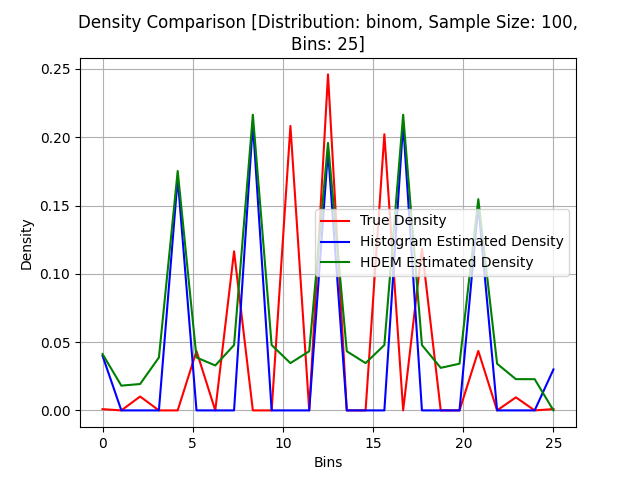 Density Comparison [Distribution: binom, Sample Size: 100,
Bins: 25]
0.25
0.20
0.15
0.10
0.05
0.00
Density
True Density
Histogram Estimated Density
HDEM Estimated Density
0 5 10 15 20 25
Bins